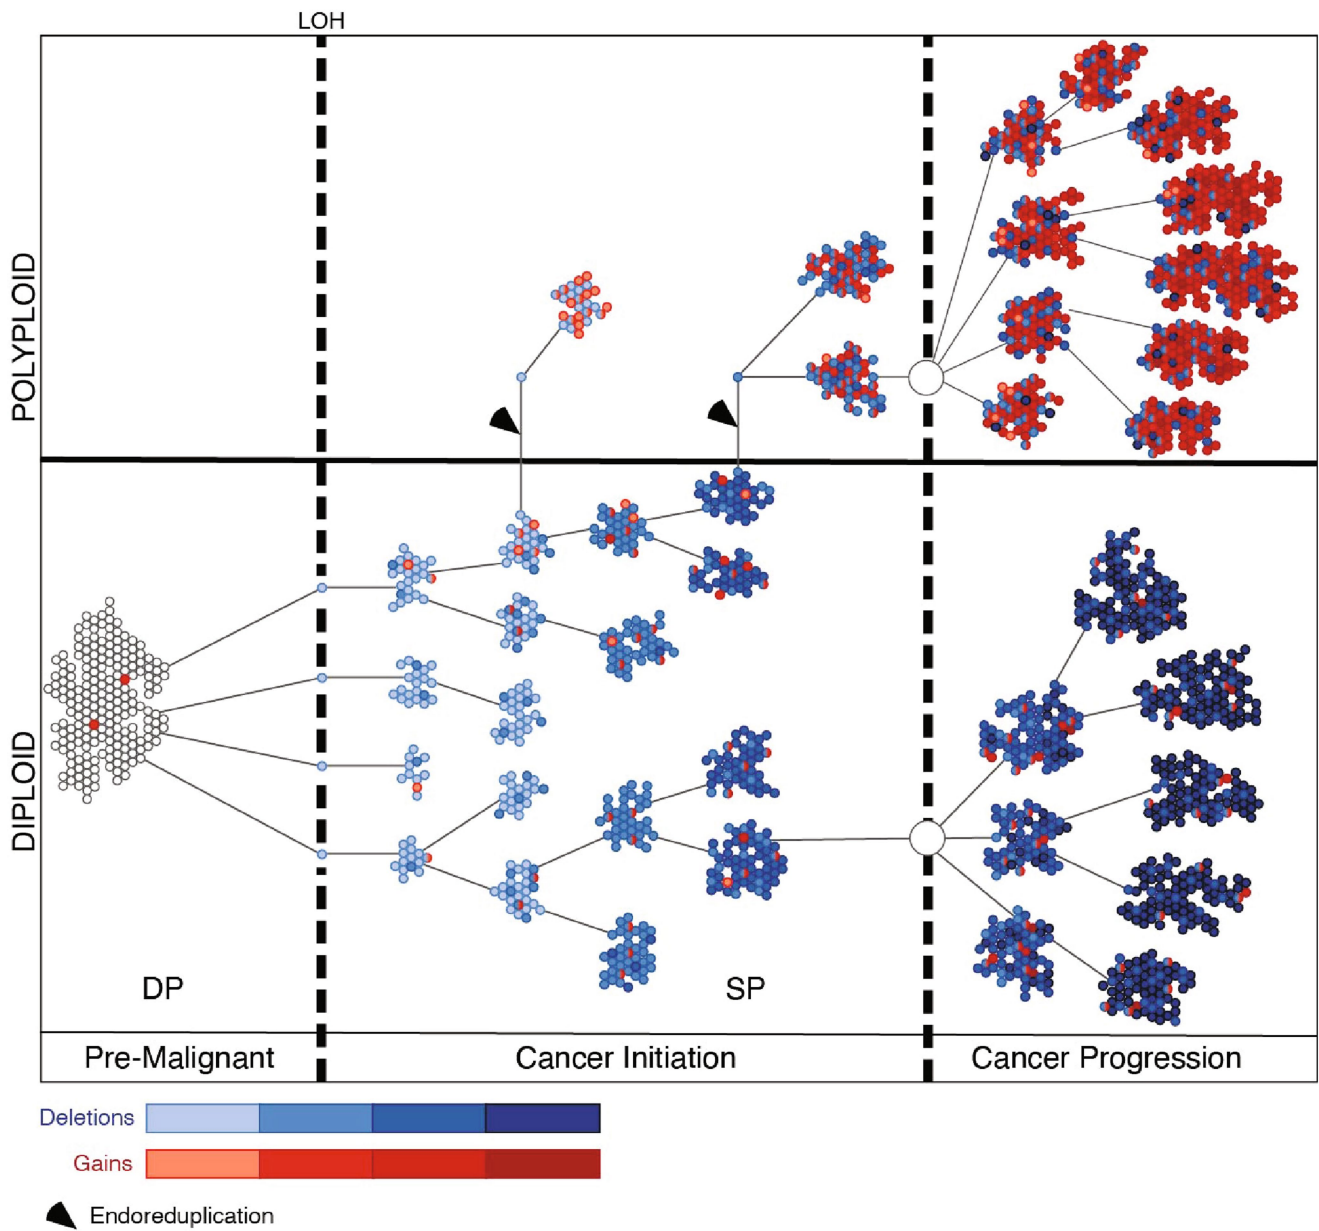 LOH
POLYPLOID
DIPLOID
DP
SP
Pre-Malignant
Cancer Initiation
Cancer Progression
Deletions
Gains
Endoreduplication